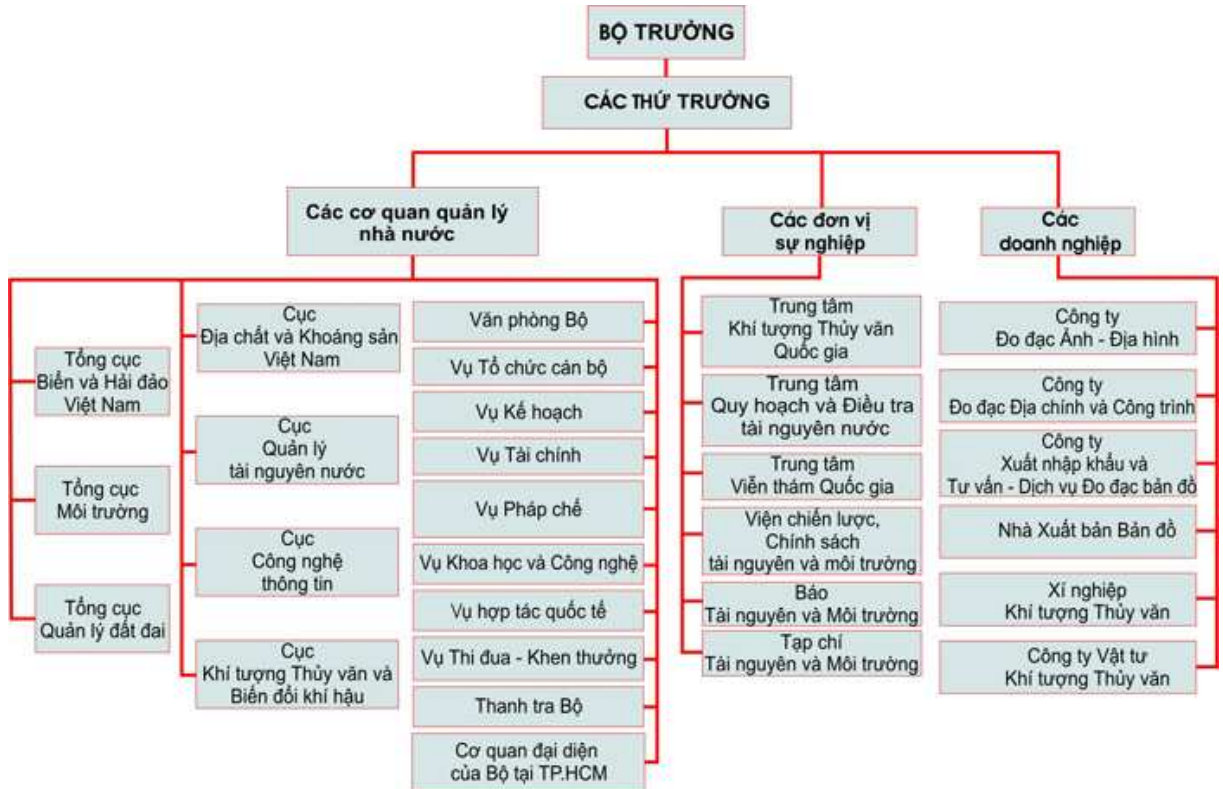 BỘ TRƯỞNG
CÁC THỨ TRƯỞNG
Các cơ quan quản lý
nhà nước
Các đơn vị
sự nghiệp
Các
doanh nghiệp
Tổng cục
Biển và Hải đảo
Việt Nam
Tổng cục
Môi trường
Tổng cục
Quản lý đất đai
Cục
Địa chất và Khoáng sản
Việt Nam
Cục
Quản lý
tài nguyên nước
Cục
Công nghệ
thông tin
Cục
Khí tượng Thủy văn và
Biến đổi khí hậu
Văn phòng Bộ
Vụ Tổ chức cán bộ
Vụ Kế hoạch
Vụ Tài chính
Vụ Pháp chế
Vụ Khoa học và Công nghệ
Vụ hợp tác quốc tế
Vụ Thi đua - Khen thưởng
Thanh tra Bộ
Cơ quan đại diện
của Bộ tại TP.HCM
Trung tâm
Khí tượng Thủy văn
Quốc gia
Trung tâm
Quy hoạch và Điều tra
tài nguyên nước
Trung tâm
Viễn thám Quốc gia
Viện chiến lược,
Chính sách
tài nguyên và môi trường
Báo
Tài nguyên và Môi trường
Tạp chí
Tài nguyên và Môi trường
Công ty
Đo đạc Ảnh - Địa hình
Công ty
Đo đạc Địa chính và Công trình
Công ty
Xuất nhập khẩu và
Tư vấn - Dịch vụ Đo đạc bản đồ
Nhà Xuất bản Bản đồ
Xí nghiệp
Khí tượng Thủy văn
Công ty Vật tư
Khí tượng Thủy văn